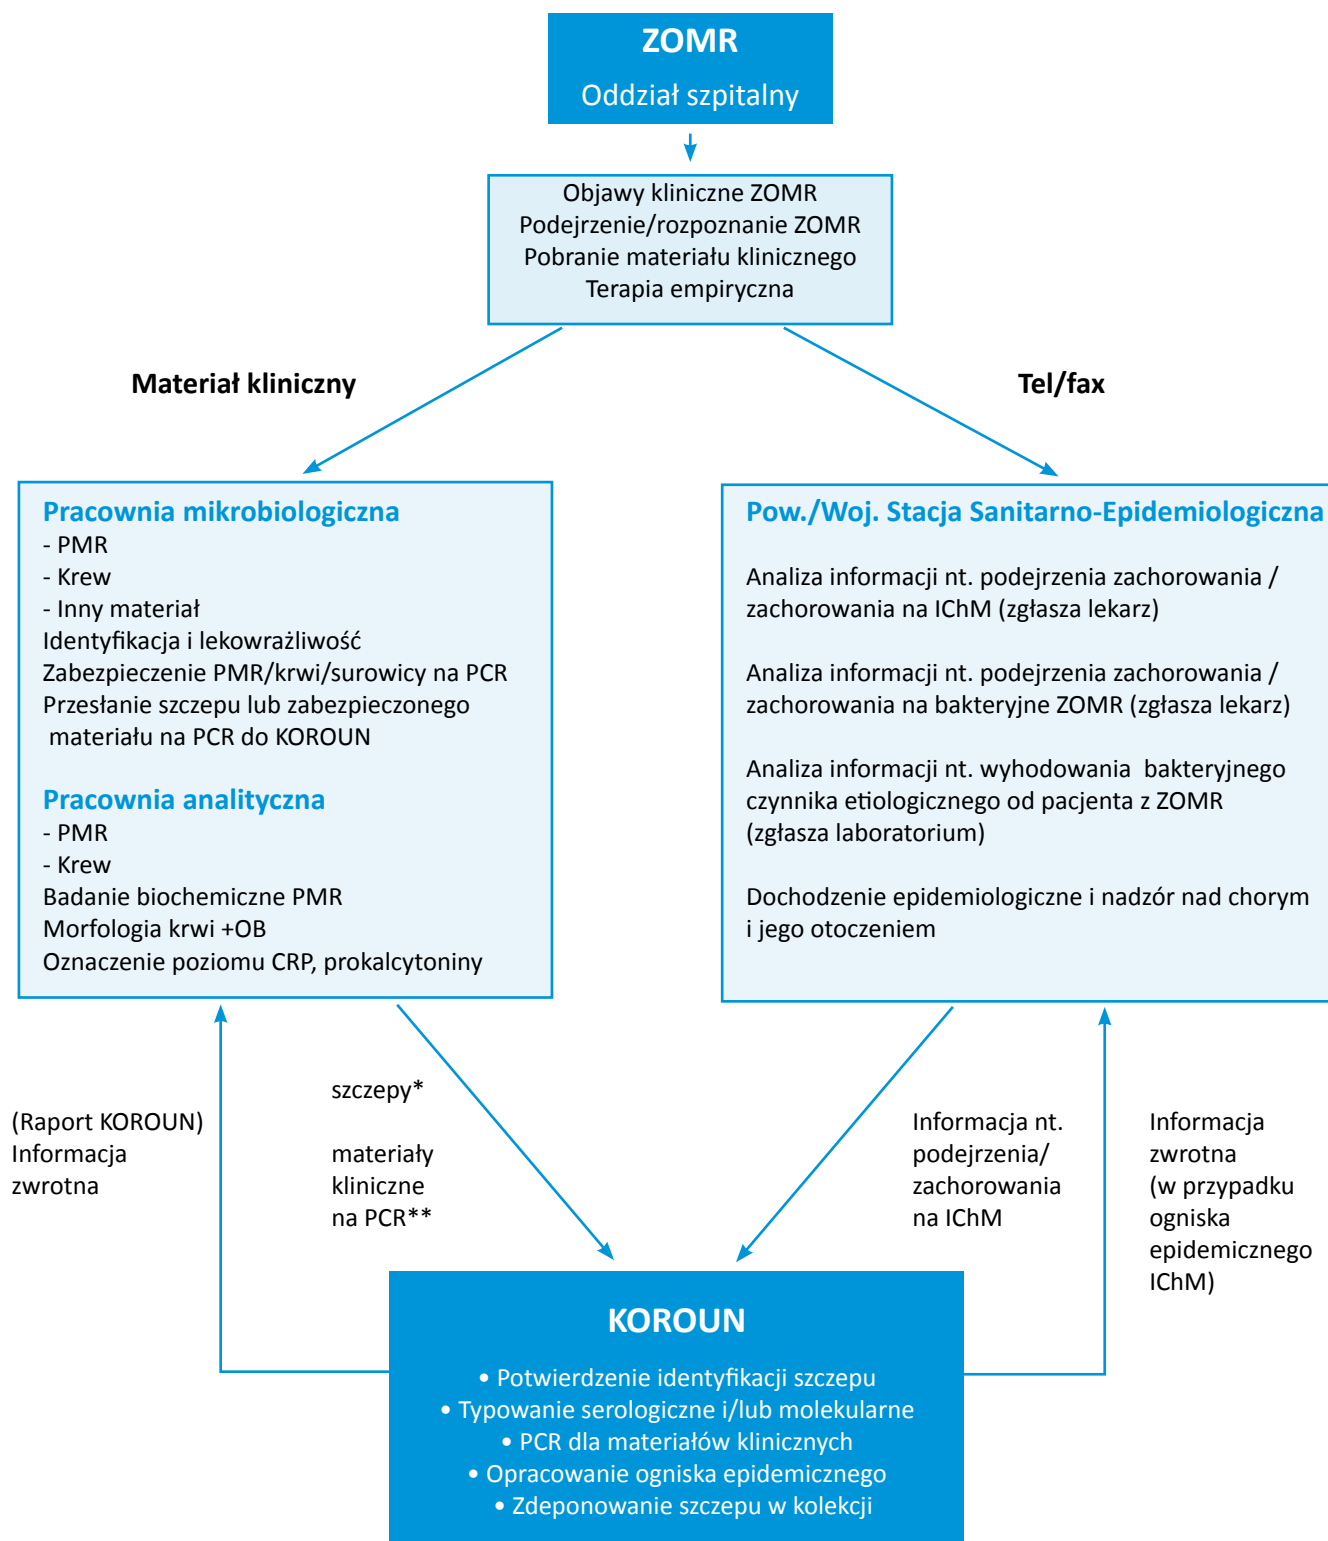 ZOMR
Oddział szpitalny
Objawy kliniczne ZOMR
Podejrzenie/rozpoznanie ZOMR
Pobranie materiału klinicznego
Terapia empiryczna
Materiał kliniczny
Tel/fax
Pracownia mikrobiologiczna
- PMR
- Krew
- Inny materiał
Identyfikacja i lekowrażliwość
Zabezpieczenie PMR/krwi/surowicy na PCR
Przesłanie szczepu lub zabezpieczonego
materiału na PCR do KOROUN
Pracownia analityczna
- PMR
- Krew
Badanie biochemiczne PMR
Morfologia krwi +OB
Oznaczenie poziomu CRP, prokalcytoniny
Pow./Woj. Stacja Sanitarno-Epidemiologiczna
Analiza informacji nt. podejrzenia zachorowania /
zachorowania na IChM (zgłasza lekarz)
Analiza informacji nt. podejrzenia zachorowania /
zachorowania na bakteryjne ZOMR (zgłasza lekarz)
Analiza informacji nt. wyhodowania  bakteryjnego
czynnika etiologicznego od pacjenta z ZOMR
(zgłasza laboratorium)
Dochodzenie epidemiologiczne i nadzór nad chorym
i jego otoczeniem
(Raport KOROUN)
Informacja
zwrotna
szczepy*
materiały
kliniczne
na PCR**
Informacja nt.
podejrzenia/
zachorowania
na IChM
Informacja
zwrotna
(w przypadku
ogniska
epidemicznego
IChM)
KOROUN
• Potwierdzenie identyfikacji szczepu
• Typowanie serologiczne i/lub molekularne
• PCR dla materiałów klinicznych
• Opracowanie ogniska epidemicznego
• Zdeponowanie szczepu w kolekcji